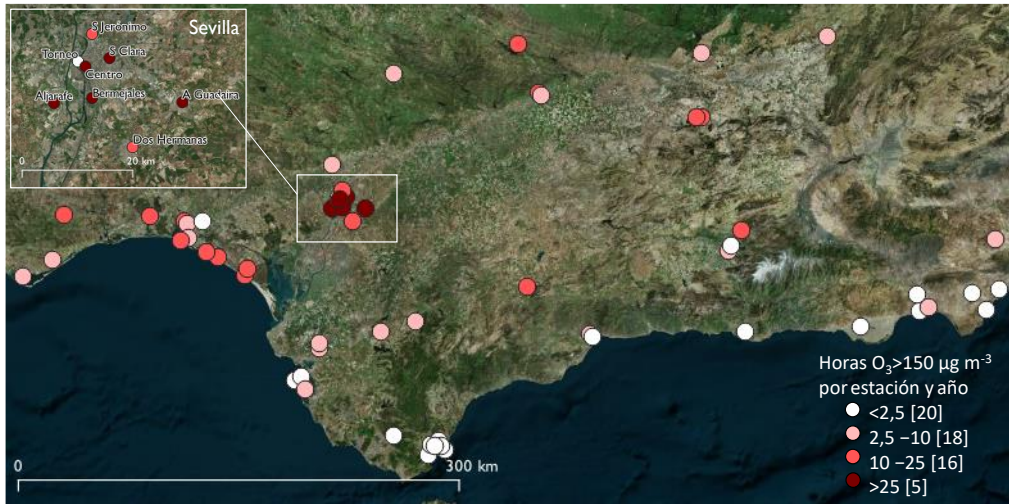 S Jerónimo
Sevilla
Torneo
S Clara
Centro
Aljarafe
Bermejales
A Guadaira
Dos Hermanas
0 20 km
Horas O₃>150 µg m⁻³
por estación y año
<2,5 [20]
2,5 −10 [18]
10 −25 [16]
>25 [5]
0 300 km